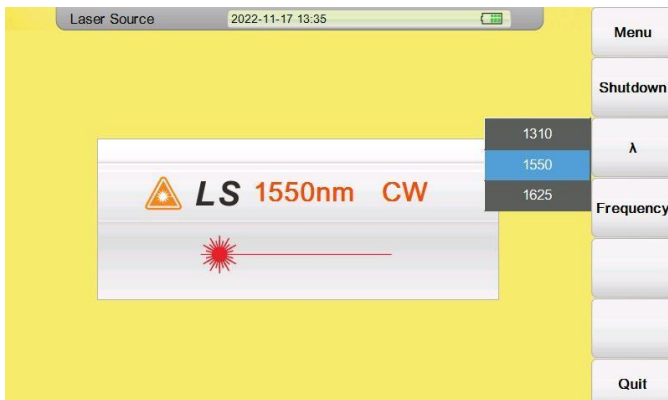 Laser Source 2022-11-17 13:35
Menu
Shutdown
1310
λ
1550
LS 1550nm CW
1625
Frequency
Quit